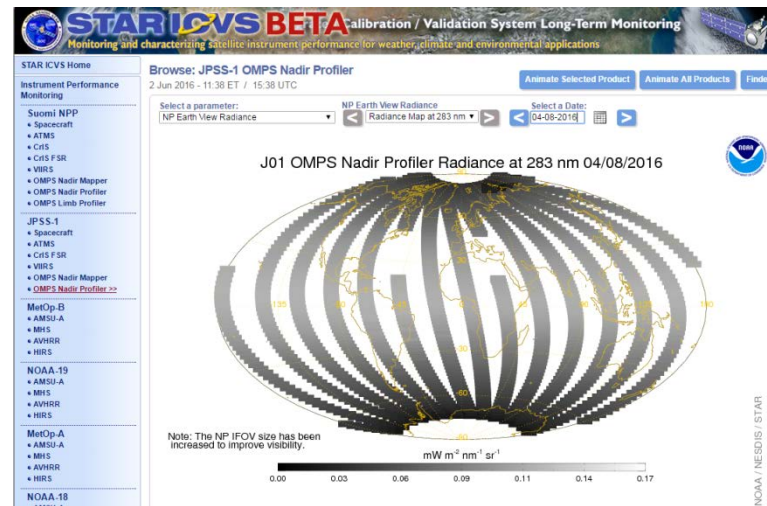 STAR ICVS BETA Calibration / Validation System Long-Term Monitoring
Monitoring and characterizing satellite instrument performance for weather, climate and environmental applications
STAR ICVS Home
Instrument Performance
Monitoring
Suomi NPP
Spacecraft
ATMS
CrIS
CrIS FSR
VIIRS
OMPS Nadir Mapper
OMPS Nadir Profiler
OMPS Limb Profiler
JPSS-1
Spacecraft
ATMS
CrIS FSR
VIIRS
OMPS Nadir Mapper
OMPS Nadir Profiler >>
MetOp-B
AMSU-A
MHS
AVHRR
HIRS
NOAA-19
AMSU-A
MHS
AVHRR
HIRS
MetOp-A
AMSU-A
MHS
AVHRR
HIRS
NOAA-18
Browse: JPSS-1 OMPS Nadir Profiler
2 Jun 2016 - 11:38 ET / 15:38 UTC
Animate Selected Product
Animate All Products
Select a parameter:
NP Earth View Radiance
NP Earth View Radiance
< Radiance Map at 283 nm >
Select a Date:
< 04-08-2016 >
J01 OMPS Nadir Profiler Radiance at 283 nm 04/08/2016
NOAA
Note: The NP IFOV size has been
increased to improve visibility.
mW m-2 nm-1 sr-1
0.00 0.03 0.06 0.09 0.11 0.14 0.17
NOAA / NESDIS / STAR